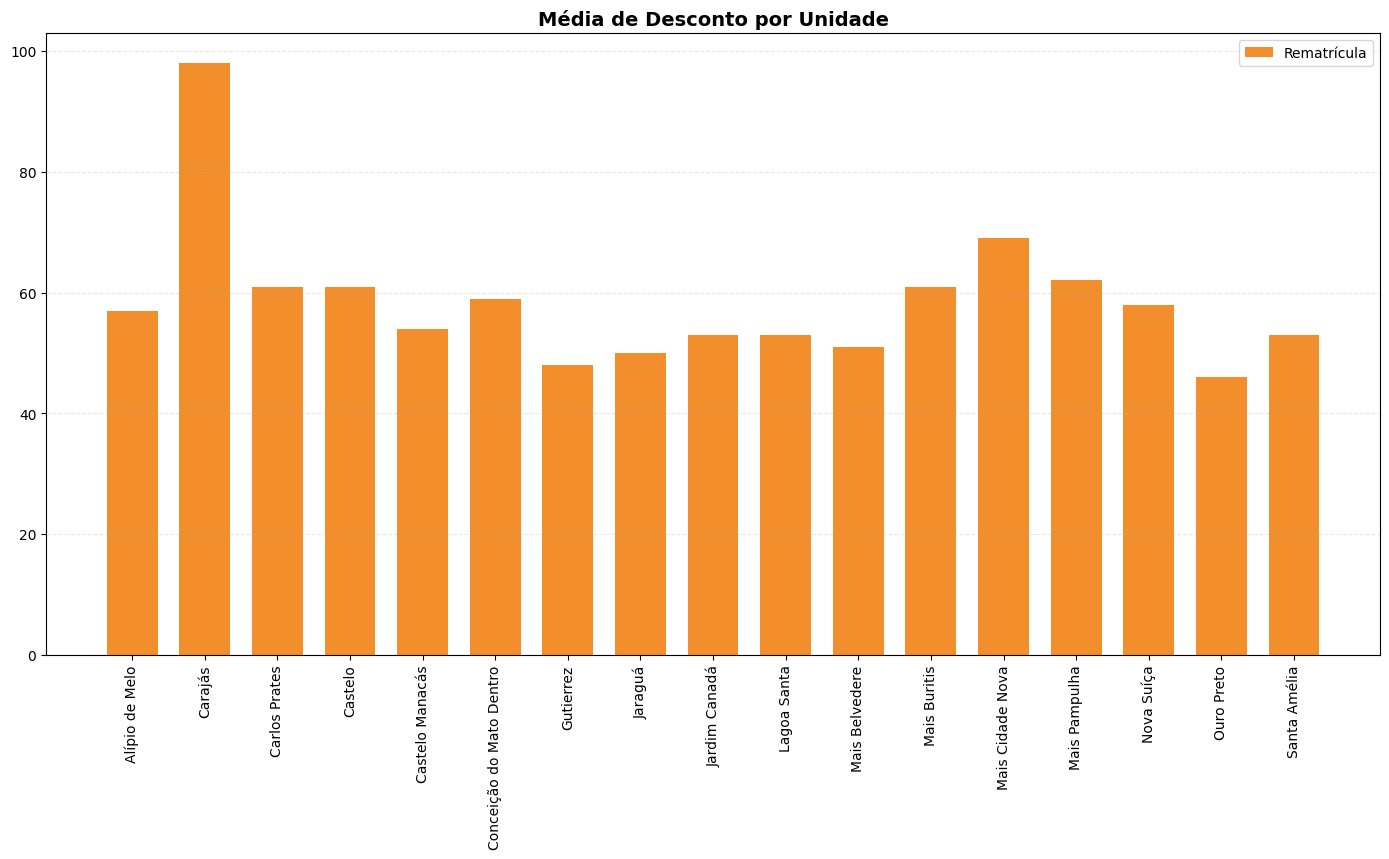 Média de Desconto por Unidade
Rematrícula
100
80
60
40
20
0
Alípio de Melo
Carajás
Carlos Prates
Castelo
Castelo Manacás
Conceição do Mato Dentro
Gutierrez
Jaraguá
Jardim Canadá
Lagoa Santa
Mais Belvedere
Mais Buritis
Mais Cidade Nova
Mais Pampulha
Nova Suíça
Ouro Preto
Santa Amélia